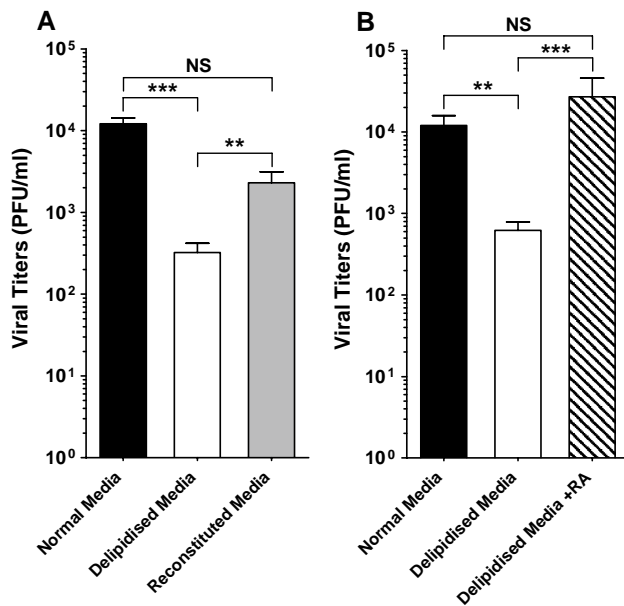 A
Viral Titers (PFU/ml)
10⁵
10⁴
10³
10²
10¹
10⁰
NS
***
**
Normal Media
Delipidised Media
Reconstituted Media
B
Viral Titers (PFU/ml)
10⁵
10⁴
10³
10²
10¹
10⁰
NS
** ***
Normal Media
Delipidised Media
Delipidised Media +RA